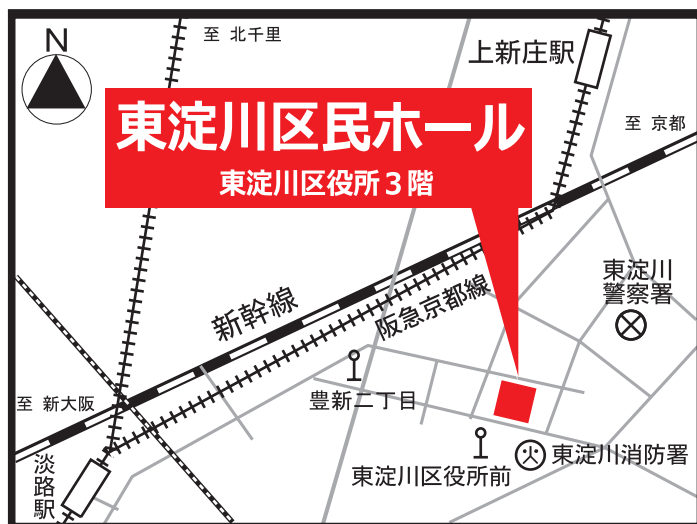 N
至 北千里
上新庄駅
東淀川区民ホール
東淀川区役所3階
至 京都
東淀川
警察署
新幹線
阪急京都線
至 新大阪
豊新二丁目
淡路駅
東淀川区役所前
火
東淀川消防署